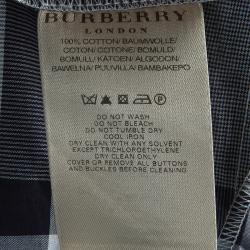 BURBERRY
LONDON
100% COTTON/BAUMWOLLE/
COTON/COTONE/BOMULD/
BOMULL/KATOEN/ALGODON/
BAWELNA/PUUVILLA/BAMBAKEPO
DO NOT WASH
DO NOT BLEACH
DO NOT TUMBLE DRY
COOL IRON
DRY CLEAN WITH ANY SOLVENT
EXCEPT TRICHLOROETHYLENE
DRY CLEAN ONLY
COVER OR REMOVE ALL BUTTONS
AND BUCKLES WHEN DRY CLEANING